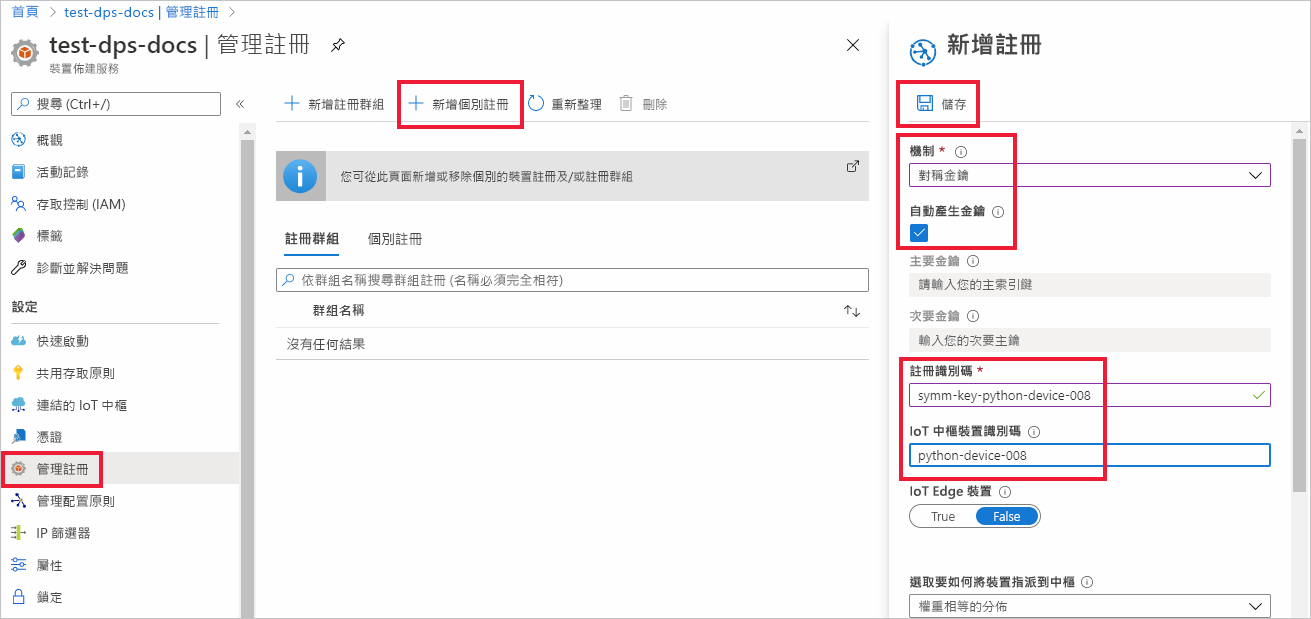 首頁 > test-dps-docs | 管理註冊 >
test-dps-docs | 管理註冊
裝置佈建服務
搜尋 (Ctrl+/)
«
概觀
活動記錄
存取控制 (IAM)
標籤
診斷並解決問題
設定
快速啟動
共用存取原則
連結的 IoT 中樞
憑證
管理註冊
管理配置原則
IP 篩選器
屬性
鎖定
新增註冊群組
新增個別註冊
重新整理
刪除
您可從此頁面新增或移除個別的裝置註冊及/或註冊群組
註冊群組
個別註冊
依群組名稱搜尋群組註冊 (名稱必須完全相符)
群組名稱
沒有任何結果
新增註冊
儲存
機制 *
對稱金鑰
自動產生金鑰
主要金鑰
請輸入您的主索引鍵
次要金鑰
輸入您的次要主鑰
註冊識別碼 *
symm-key-python-device-008
IoT 中樞裝置識別碼
python-device-008
IoT Edge 裝置
True False
選取要如何將裝置指派到中樞
權重相等的分佈